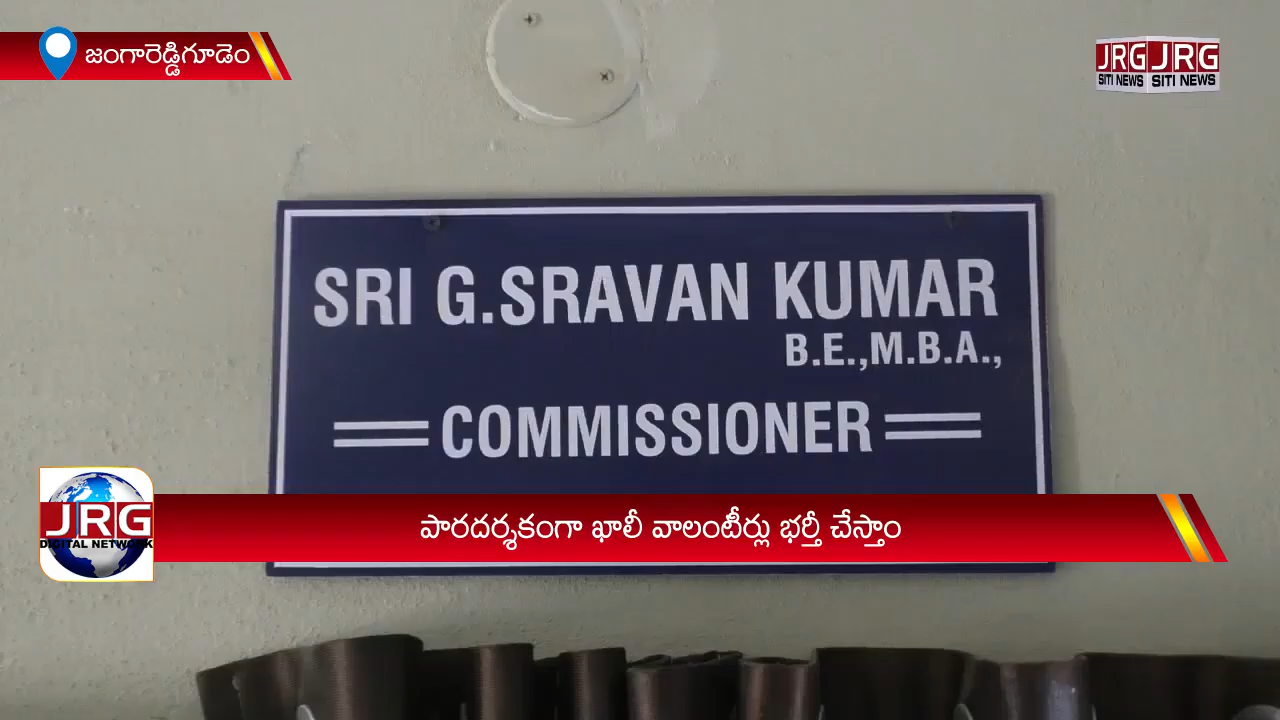 జంగారెడ్డిగూడెం
JRG JRG
SITI NEWS SITI NEWS
SRI G.SRAVAN KUMAR
B.E.,M.B.A.,
COMMISSIONER
పారదర్శకంగా ఖాలీ వాలంటీర్లు భర్తీ చేస్తాం
JRG
DIGITAL NETWORK